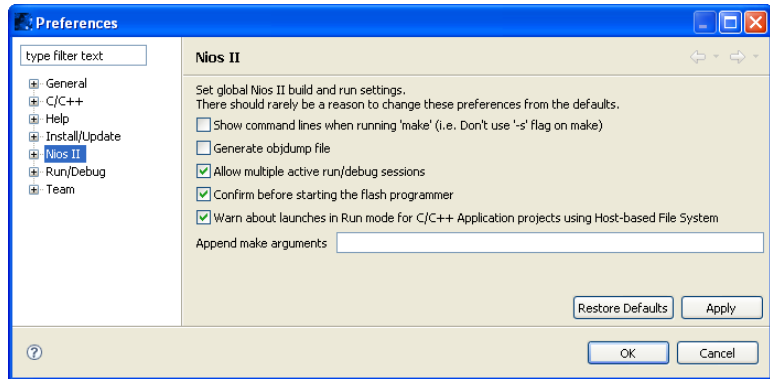 Preferences
type filter text
General
C/C++
Help
Install/Update
Nios II
Run/Debug
Team
Nios II
Set global Nios II build and run settings.
There should rarely be a reason to change these preferences from the defaults.
Show command lines when running 'make' (i.e. Don't use '-s' flag on make)
Generate objdump file
Allow multiple active run/debug sessions
Confirm before starting the flash programmer
Warn about launches in Run mode for C/C++ Application projects using Host-based File System
Append make arguments
Restore Defaults
Apply
OK
Cancel